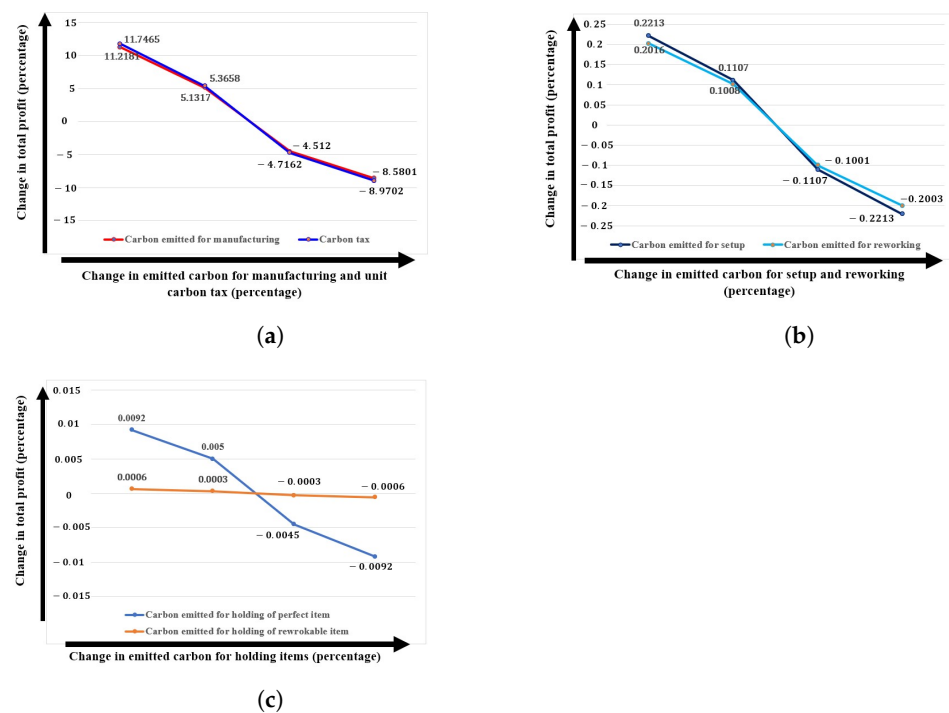 Change in total profit (percentage)
15
10
5
0
− 5
− 10
− 15
11.7465
11.2181
5.3658
5.1317
− 4.512
− 4.7162
− 8.5801
− 8.9702
Carbon emitted for manufacturing
Carbon tax
Change in emitted carbon for manufacturing and unit
carbon tax (percentage)
(a)
Change in total profit (percentage)
0.25
0.2
0.15
0.1
0.05
0
− 0.05
− 0.1
− 0.15
− 0.2
− 0.25
0.2213
0.2016
0.1107
0.1008
− 0.1001
− 0.1107
− 0.2003
− 0.2213
Carbon emitted for setup
Carbon emitted for reworking
Change in emitted carbon for setup and reworking
(percentage)
(b)
Change in total profit (percentage)
0.015
0.01
0.005
0
− 0.005
− 0.01
− 0.015
0.0092
0.005
0.0006
0.0003
− 0.0003
− 0.0006
− 0.0045
− 0.0092
Carbon emitted for holding of perfect item
Carbon emitted for holding of rewrokable item
Change in emitted carbon for holding items (percentage)
(c)